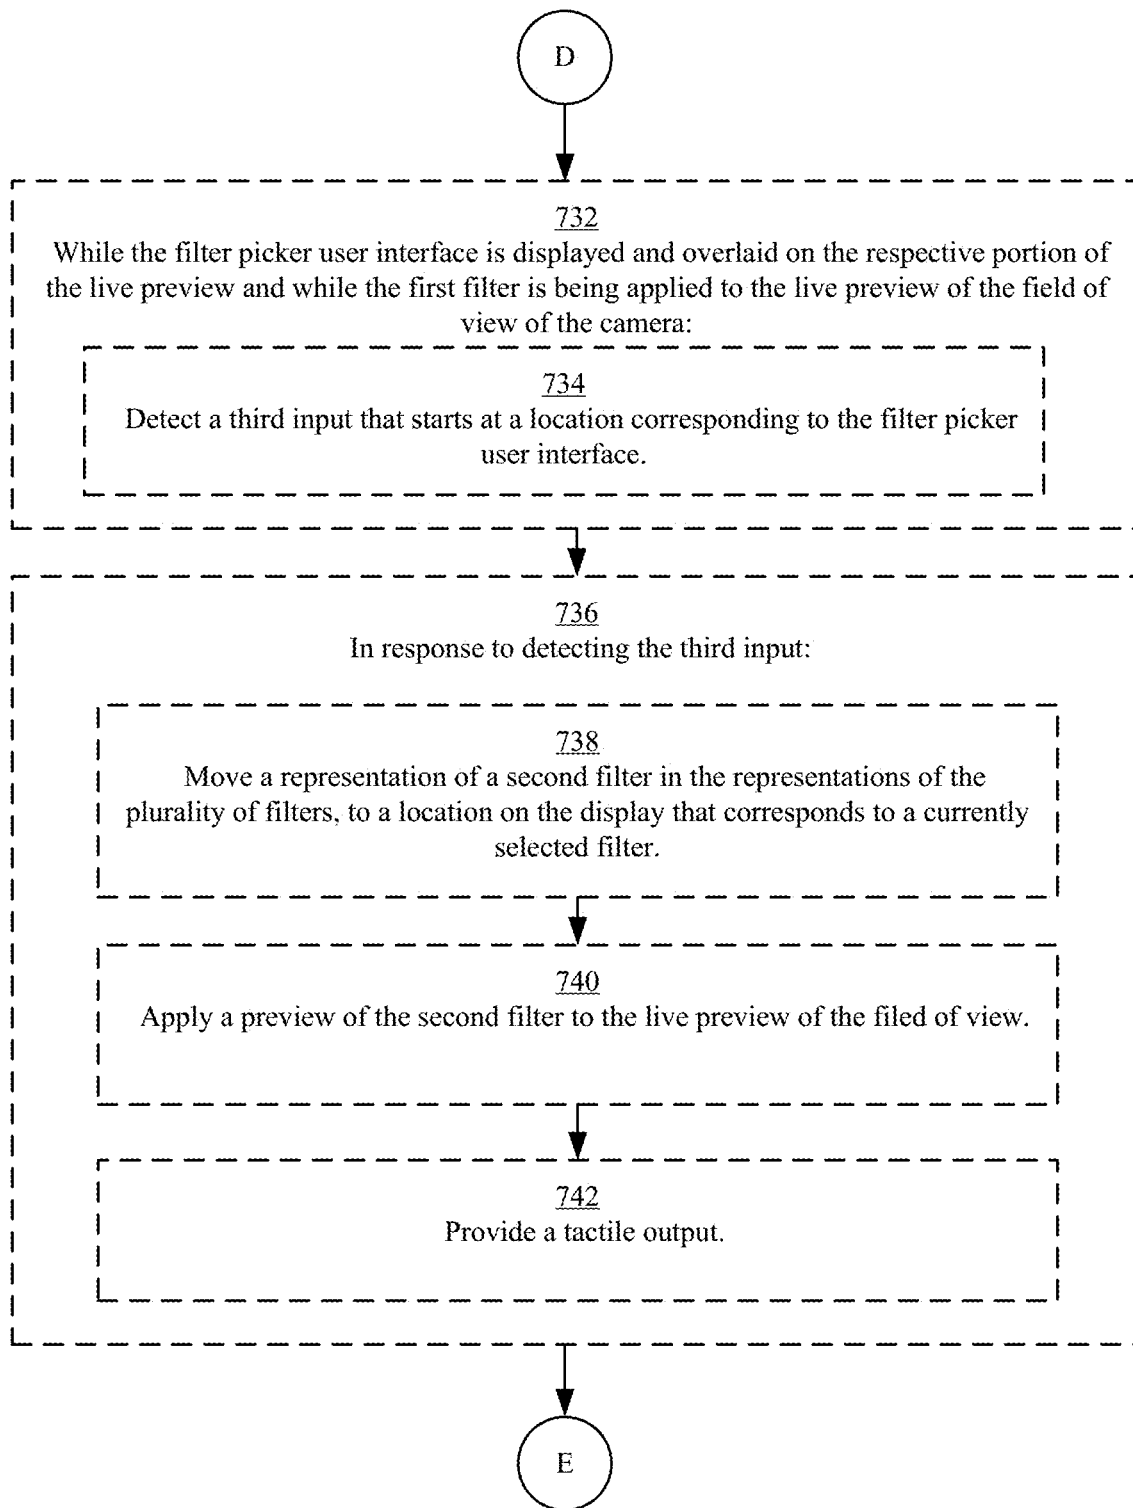 D
732
While the filter picker user interface is displayed and overlaid on the respective portion of
the live preview and while the first filter is being applied to the live preview of the field of
view of the camera:
734
Detect a third input that starts at a location corresponding to the filter picker
user interface.
736
In response to detecting the third input:
738
Move a representation of a second filter in the representations of the
plurality of filters, to a location on the display that corresponds to a currently
selected filter.
740
Apply a preview of the second filter to the live preview of the filed of view.
742
Provide a tactile output.
E